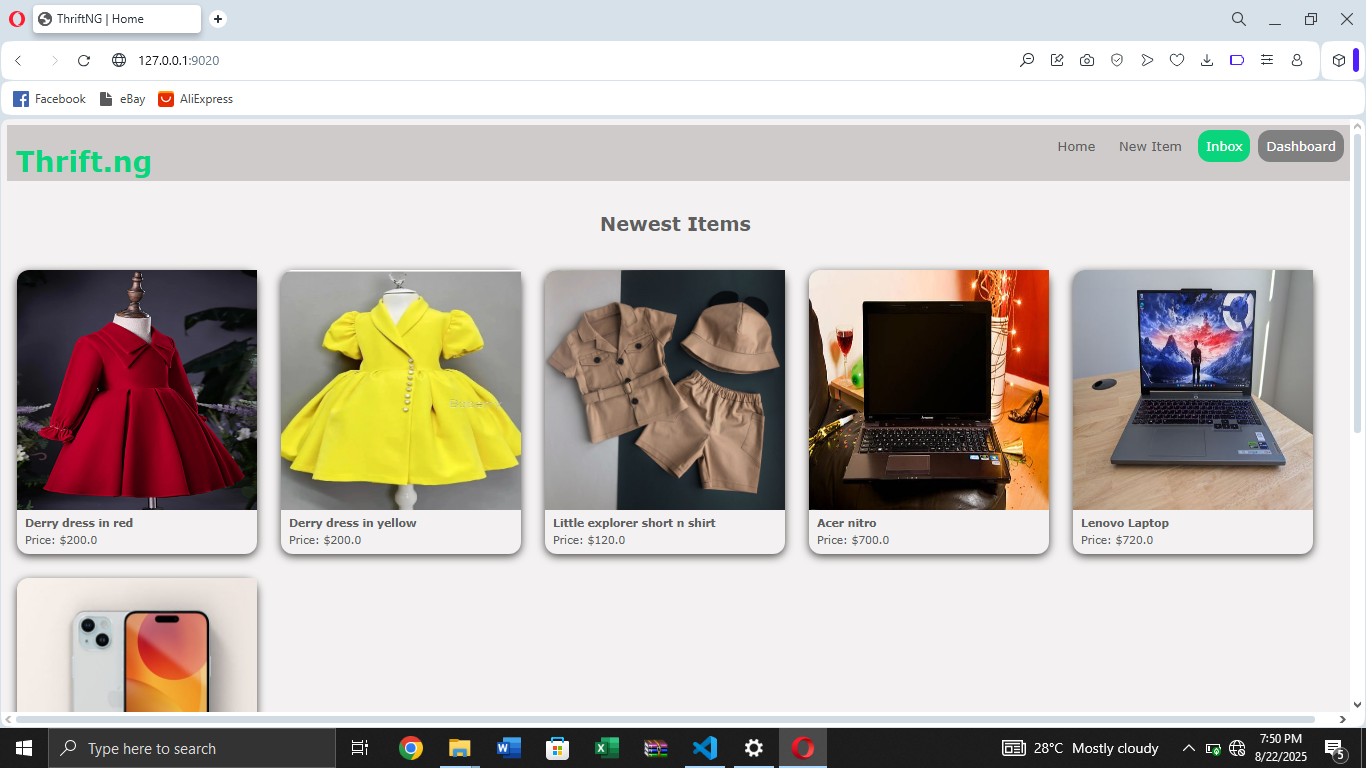 ThriftNG | Home
127.0.0.1:9020
Facebook
eBay
AliExpress
Thrift.ng
Home
New Item
Inbox
Dashboard
Newest Items
Derry dress in red
Price: $200.0
Derry dress in yellow
Price: $200.0
Little explorer short n shirt
Price: $120.0
Acer nitro
Price: $700.0
Lenovo Laptop
Price: $720.0
Type here to search
28°C Mostly cloudy
7:50 PM
8/22/2025
5